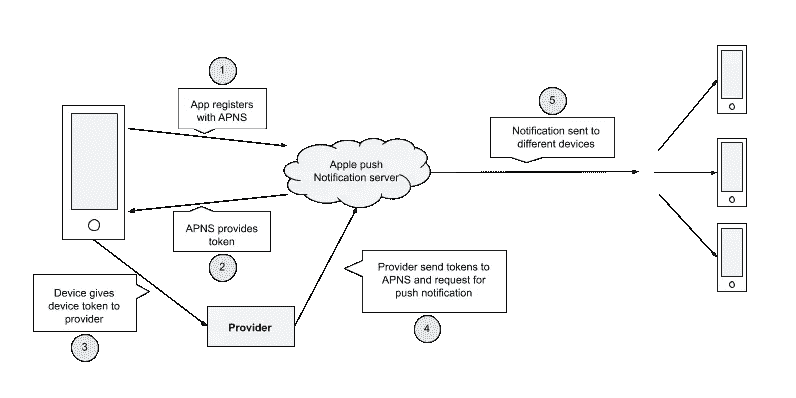 1
App registers
with APNS
5
Notification sent to
different devices
Apple push
Notification server
APNS provides
token
2
Provider send tokens to
APNS and request for
push notification
4
Device gives
device token to
provider
3
Provider